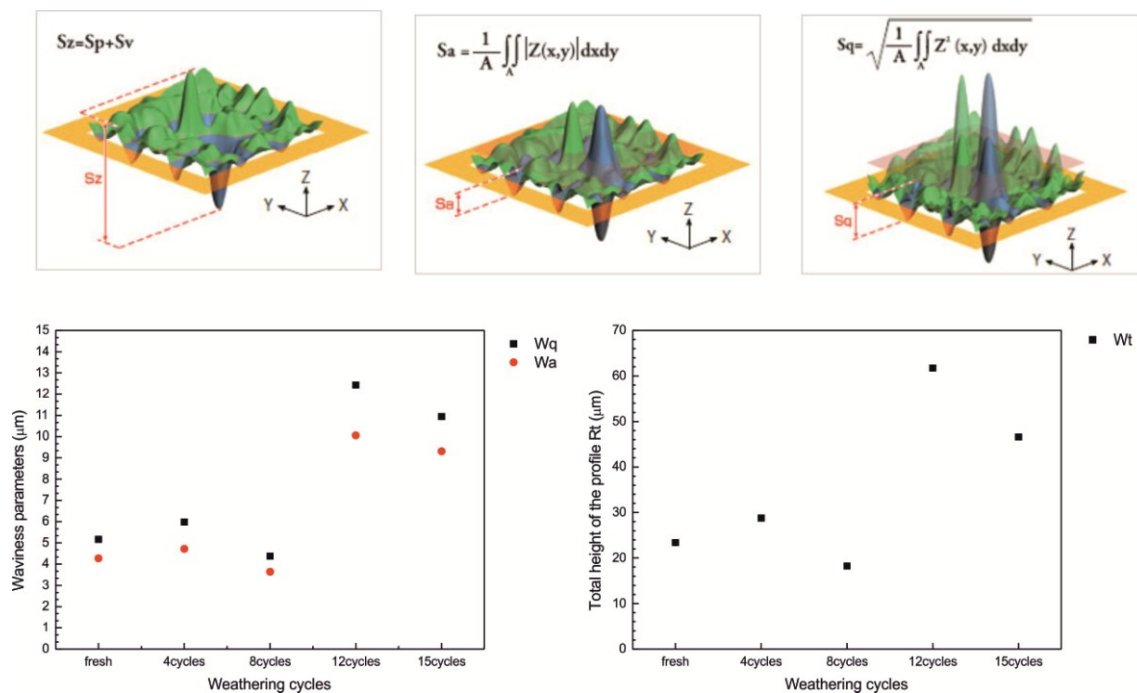 Sz=Sp+Sv
Sz
Z
Y
X
Sa = 1/A ∬A |Z(x,y)|dxdy
Sa
Z
Y
X
Sq= √(1/A ∬A Z² (x,y) dxdy)
Sq
Z
Y
X
Waviness parameters (μm)
15
14
13
12
11
10
9
8
7
6
5
4
3
2
1
0
fresh 4cycles 8cycles 12cycles 15cycles
Weathering cycles
Wq
Wa
Total height of the profile Rt (μm)
70
60
50
40
30
20
10
0
fresh 4cycles 8cycles 12cycles 15cycles
Weathering cycles
Wt